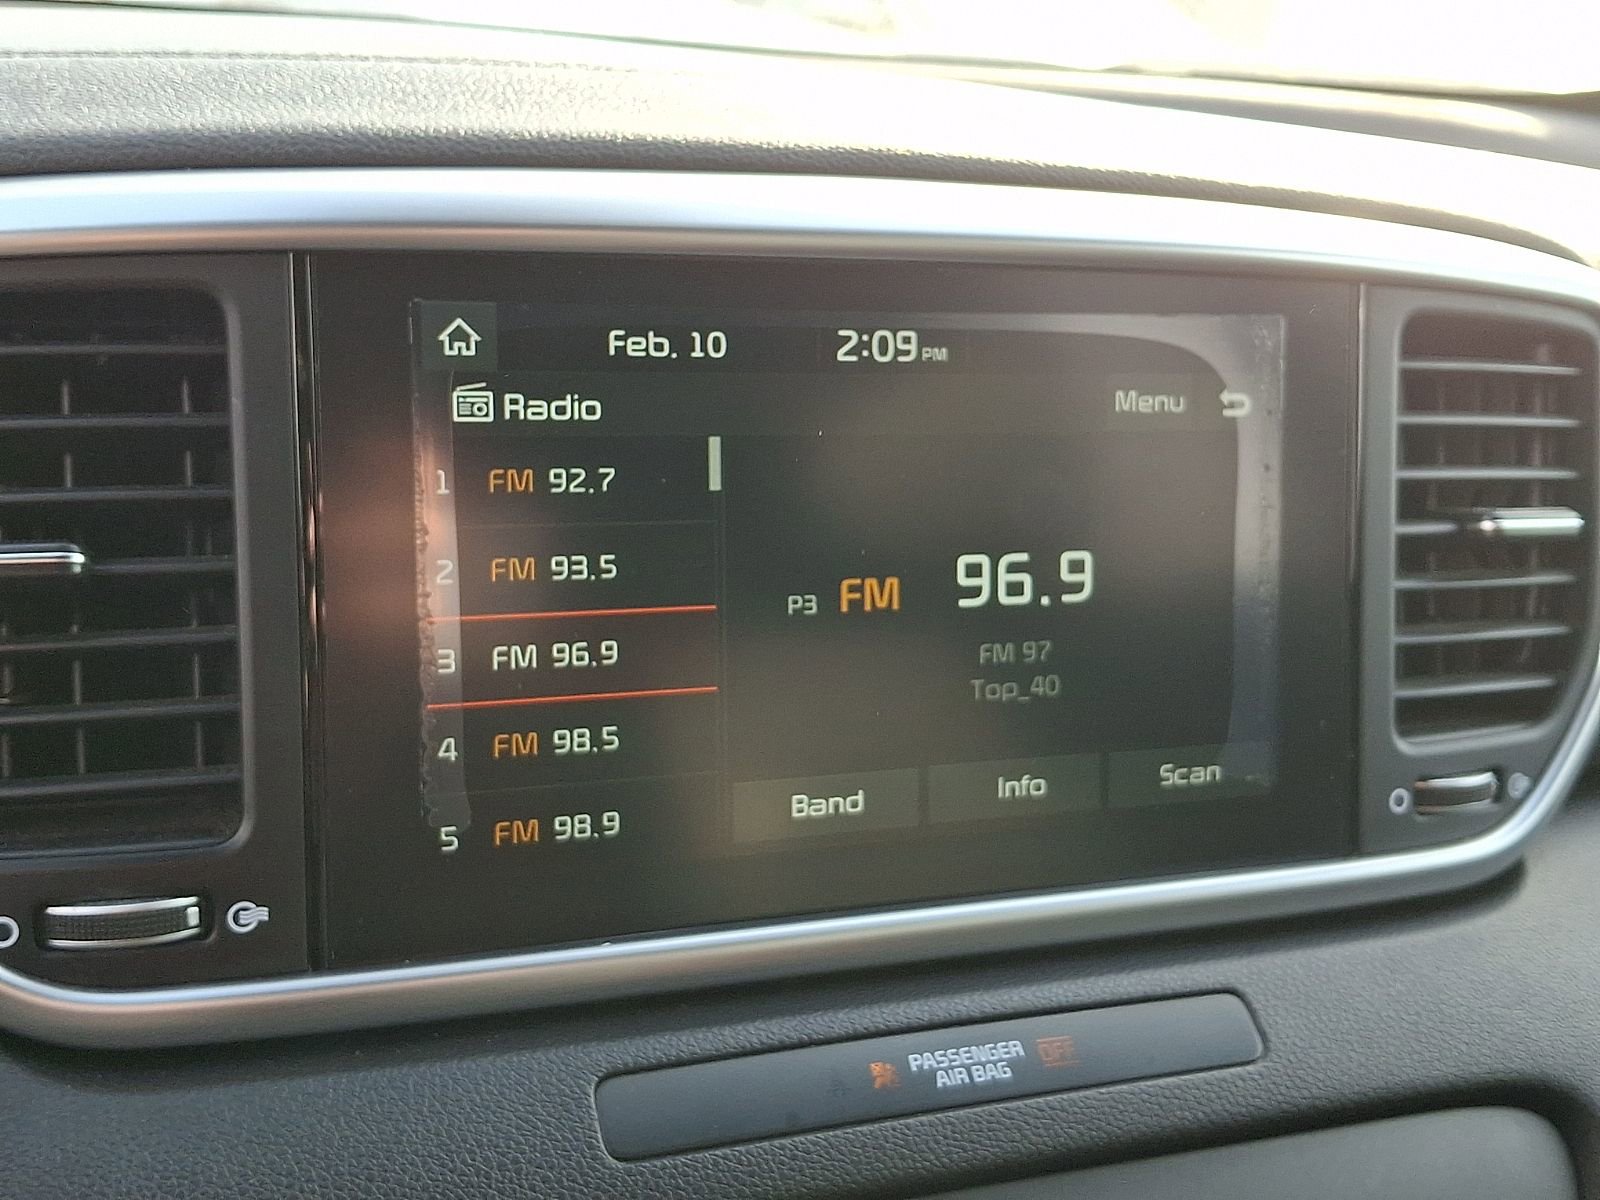 Feb. 10 2:09 PM
Radio Menu
1 FM 92.7
2 FM 93.5
3 FM 96.9
4 FM 98.5
5 FM 98.9
P3 FM 96.9
FM 97
Top_40
Band Info Scan
PASSENGER
AIR BAG
OFF